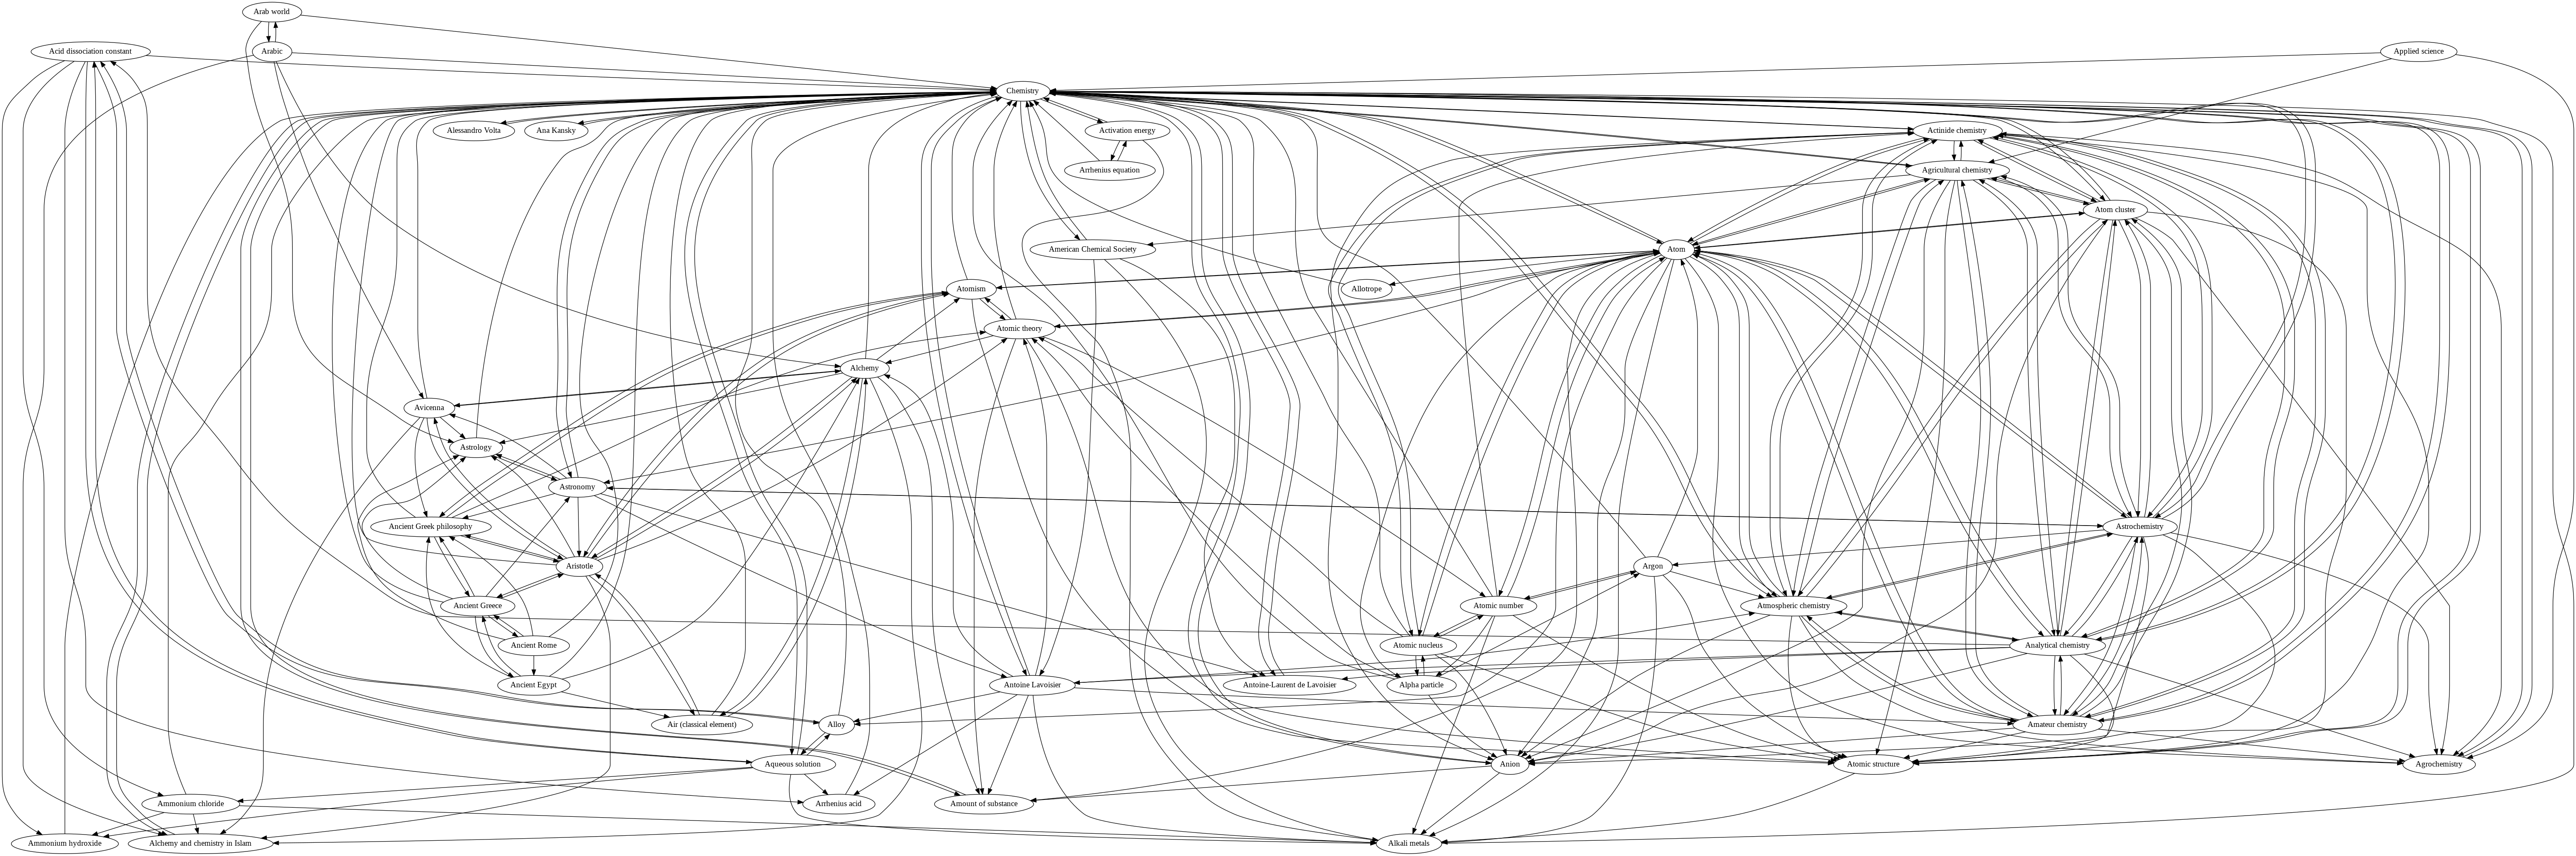 Arab world
Acid dissociation constant
Arabic
Applied science
Chemistry
Alessandro Volta
Ana Kansky
Activation energy
Actinide chemistry
Arrhenius equation
Agricultural chemistry
Atom cluster
American Chemical Society
Atom
Atomism
Allotrope
Atomic theory
Alchemy
Avicenna
Astrology
Astronomy
Ancient Greek philosophy
Astrochemistry
Aristotle
Argon
Ancient Greece
Atomic number
Atmospheric chemistry
Ancient Rome
Atomic nucleus
Analytical chemistry
Ancient Egypt
Antoine Lavoisier
Antoine-Laurent de Lavoisier
Alpha particle
Air (classical element)
Alloy
Amateur chemistry
Aqueous solution
Anion
Atomic structure
Agrochemistry
Ammonium chloride
Arrhenius acid
Amount of substance
Ammonium hydroxide
Alchemy and chemistry in Islam
Alkali metals